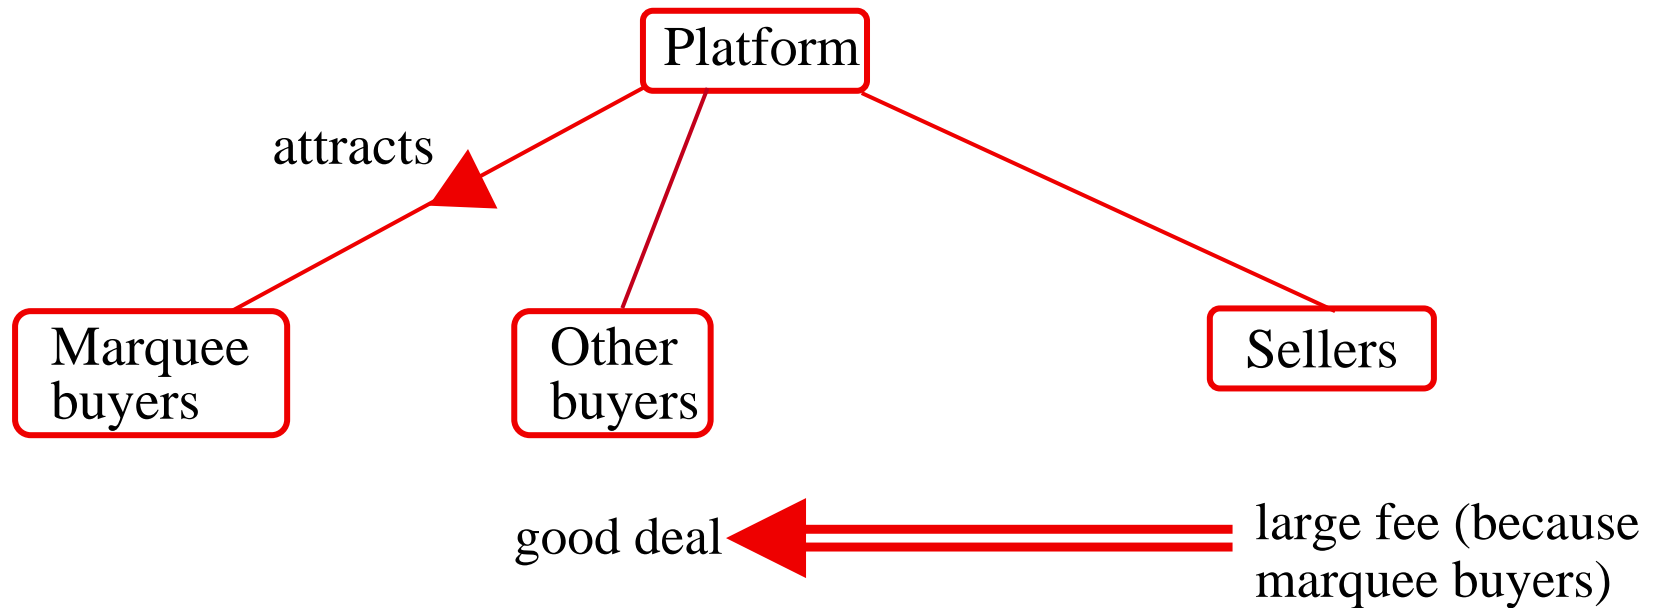 Platform
attracts
Marquee
buyers
Other
buyers
Sellers
good deal
large fee (because
marquee buyers)